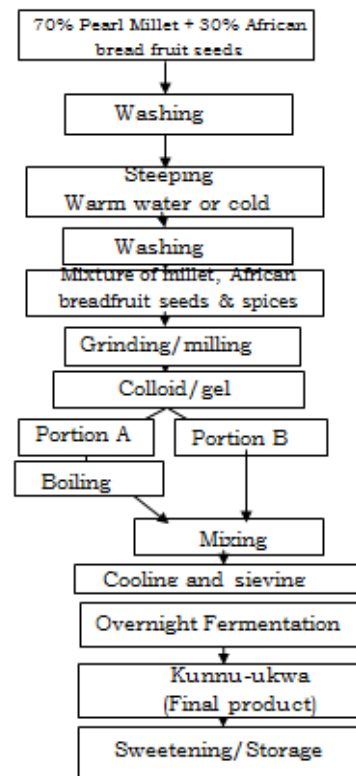 70% Pearl Millet + 30% African
bread fruit seeds
Washing
Steeping
Warm water or cold
Washing
Mixture of millet, African
breadfruit seeds & spices
Grinding/milling
Colloid/gel
Portion A
Portion B
Boiling
Mixing
Cooling and sieving
Overnight Fermentation
Kunnu-ukwa
(Final product)
Sweetening/Storage